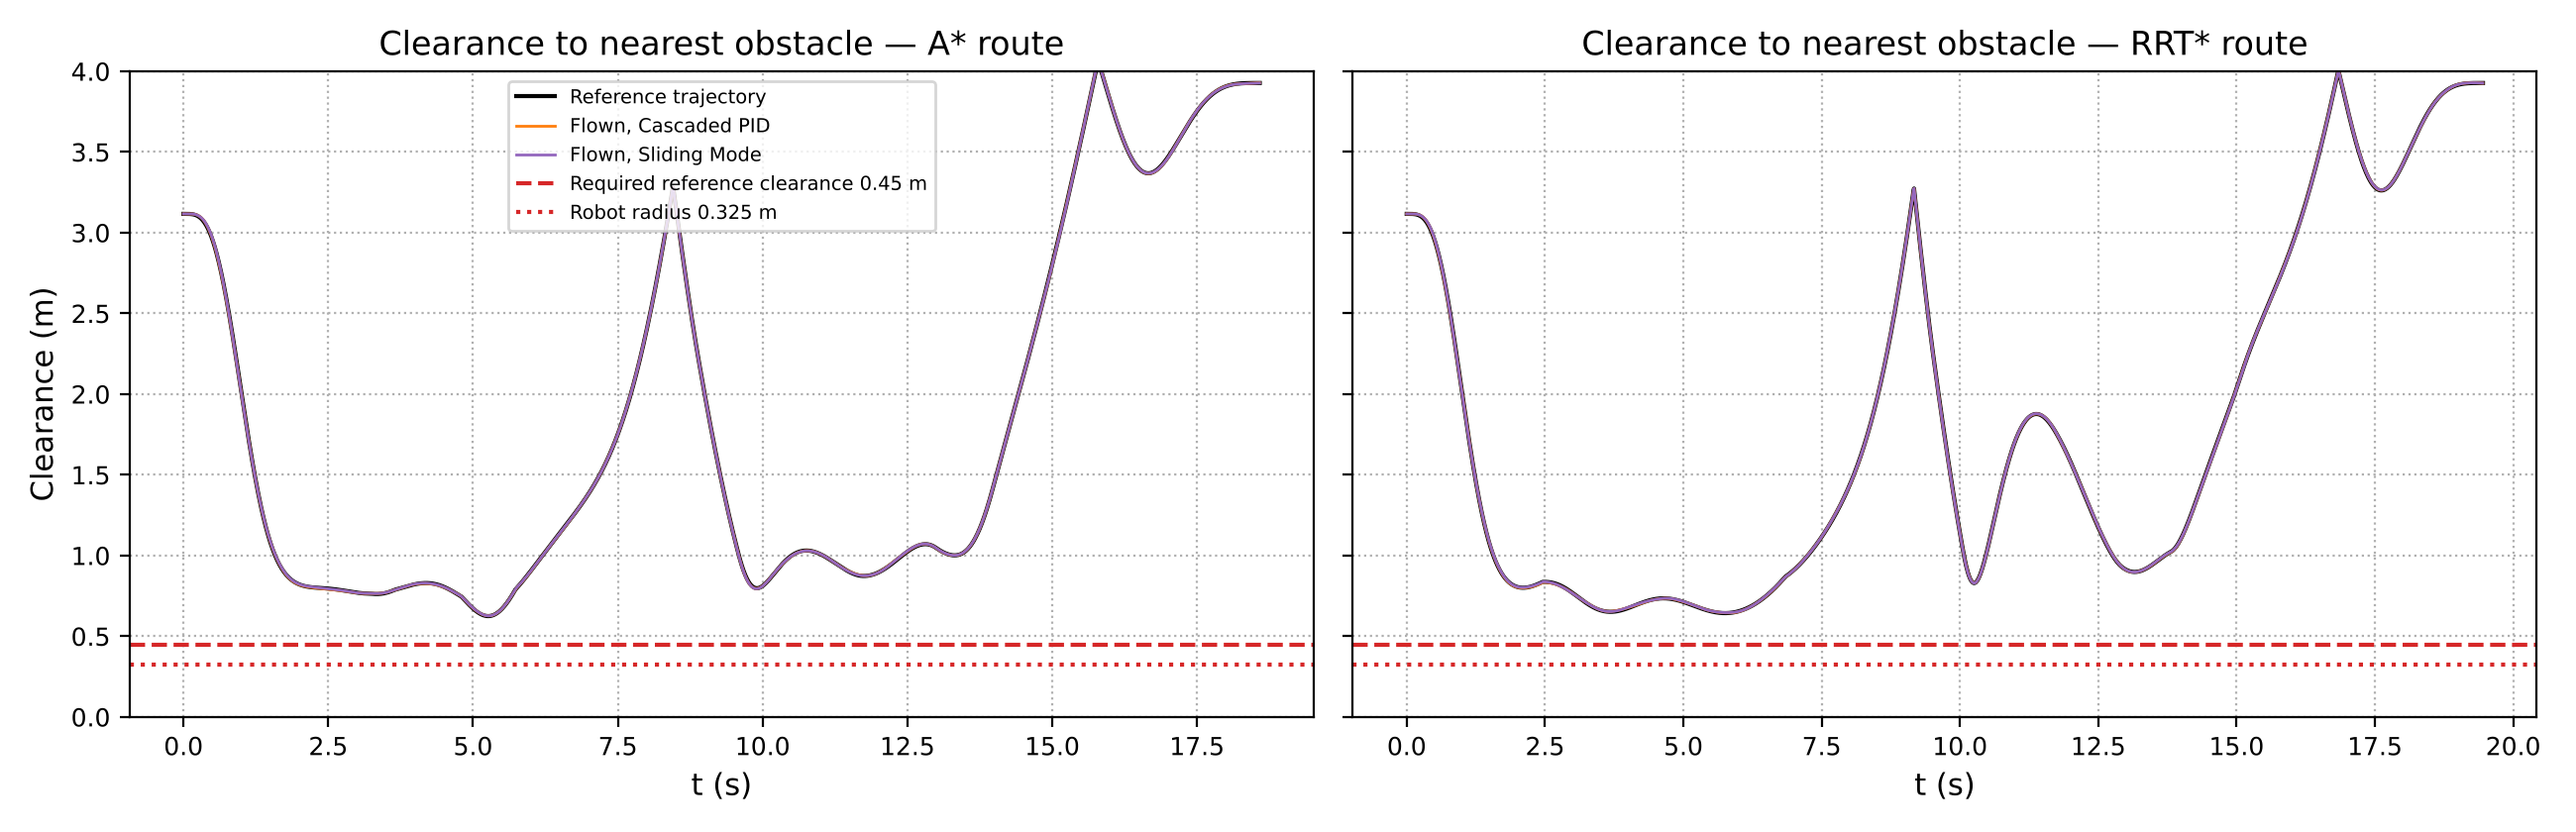 Clearance to nearest obstacle — A* route
Clearance (m)
4.0
3.5
3.0
2.5
2.0
1.5
1.0
0.5
0.0
Reference trajectory
Flown, Cascaded PID
Flown, Sliding Mode
Required reference clearance 0.45 m
Robot radius 0.325 m
0.0 2.5 5.0 7.5 10.0 12.5 15.0 17.5
t (s)
Clearance to nearest obstacle — RRT* route
0.0 2.5 5.0 7.5 10.0 12.5 15.0 17.5 20.0
t (s)